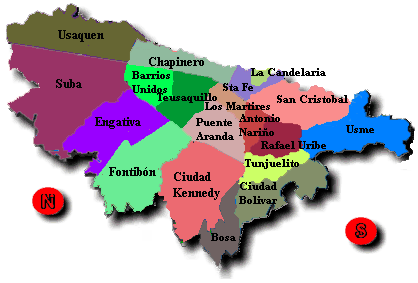 Usaquen
Chapinero
La Candelaria
Suba
Barrios
Unidos
Sta Fe
Teusaquillo
Los Martires
San Cristobal
Engativa
Puente
Aranda
Antonio
Nariño
Usme
Rafael Uribe
Fontibón
Ciudad
Kennedy
Tunjuelito
Ciudad
Bolivar
Bosa
N
S